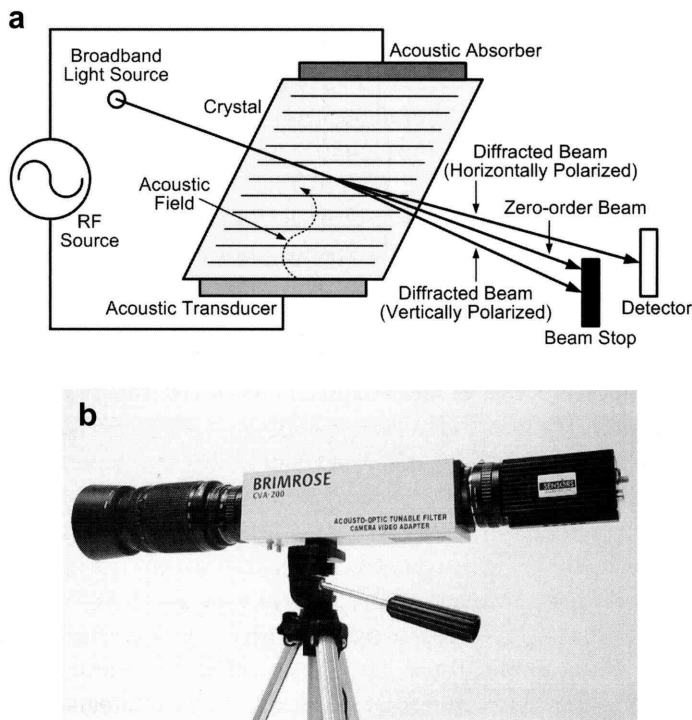 a
Broadband
Light Source
Acoustic Absorber
Crystal
Diffracted Beam
(Horizontally Polarized)
Acoustic
Field
Zero-order Beam
RF
Source
Acoustic Transducer
Diffracted Beam
(Vertically Polarized)
Detector
Beam Stop
b
BRIMROSE
CVA-200
ACOUSTO-OPTIC TUNABLE FILTER
CAMERA VIDEO ADAPTER
SENSORS